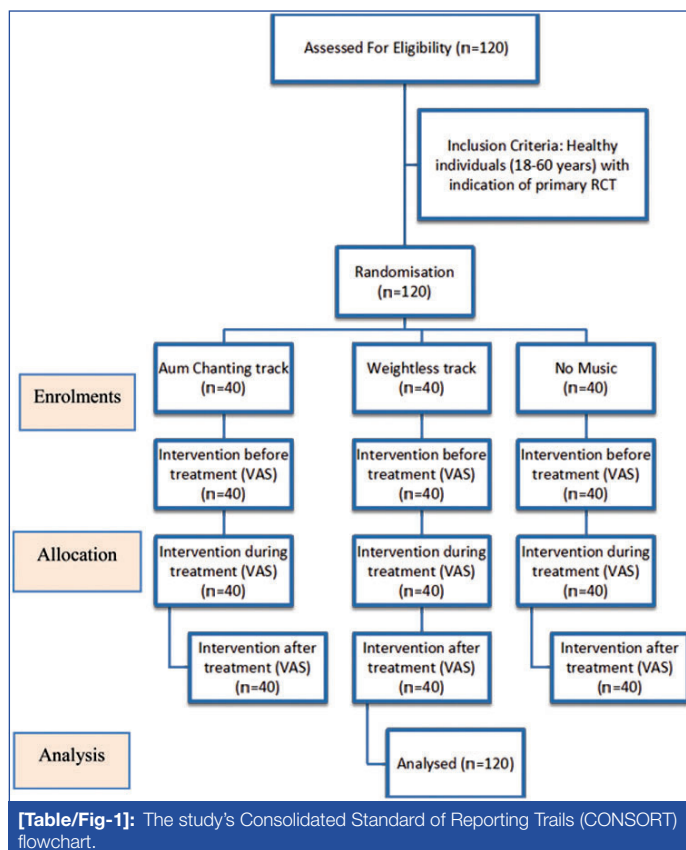 Assessed For Eligibility (n=120)
Inclusion Criteria: Healthy
individuals (18-60 years) with
indication of primary RCT
Randomisation
(n=120)
Enrolments
Aum Chanting track
(n=40)
Weightless track
(n=40)
No Music
(n=40)
Intervention before
treatment (VAS)
(n=40)
Intervention before
treatment (VAS)
(n=40)
Intervention before
treatment (VAS)
(n=40)
Allocation
Intervention during
treatment (VAS)
(n=40)
Intervention during
treatment (VAS)
(n=40)
Intervention during
treatment (VAS)
(n=40)
Intervention after
treatment (VAS)
(n=40)
Intervention after
treatment (VAS)
(n=40)
Intervention after
treatment (VAS)
(n=40)
Analysis
Analysed (n=120)
[Table/Fig-1]: The study's Consolidated Standard of Reporting Trails (CONSORT)
flowchart.